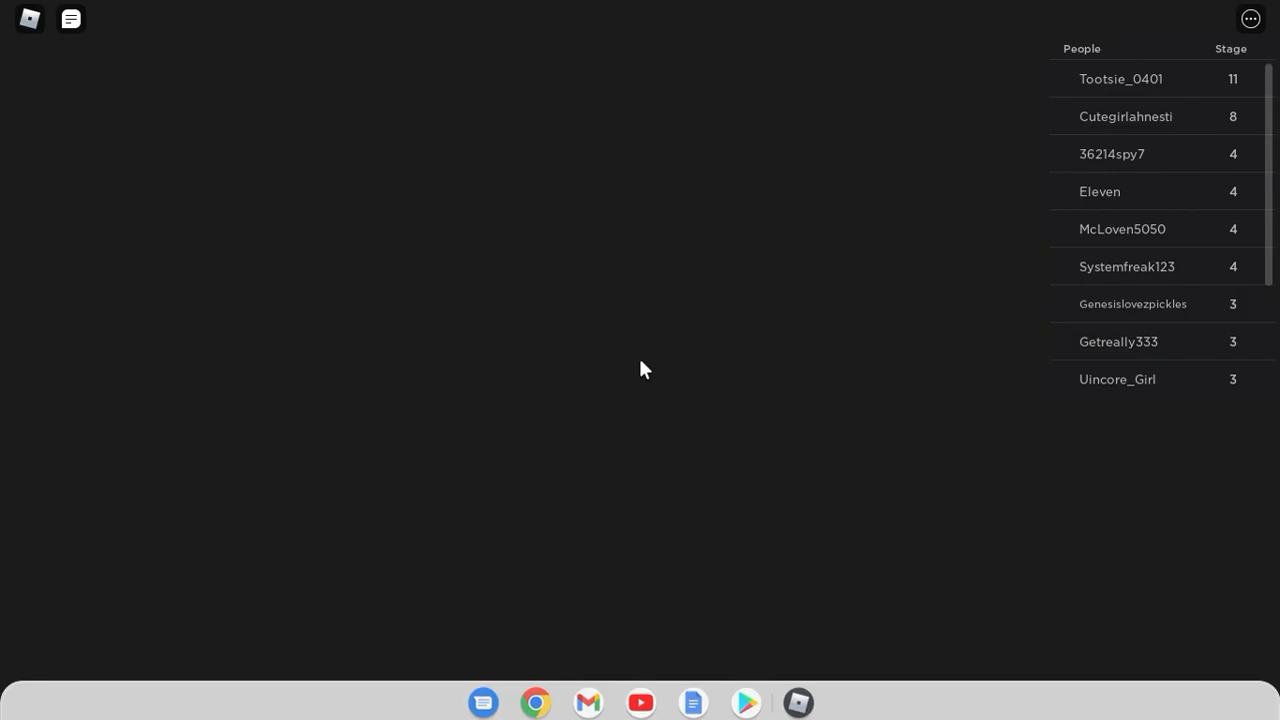 People Stage
Tootsie_0401 11
Cutegirlahnesti 8
36214spy7 4
Eleven 4
McLoven5050 4
Systemfreak123 4
Genesislovezpickles 3
Getreally333 3
Uincore_Girl 3